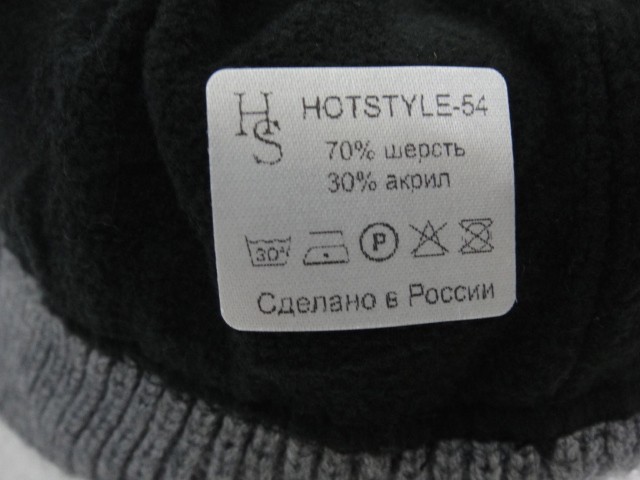 HS
HOTSTYLE-54
70% шерсть
30% акрил
30° P
Сделано в России